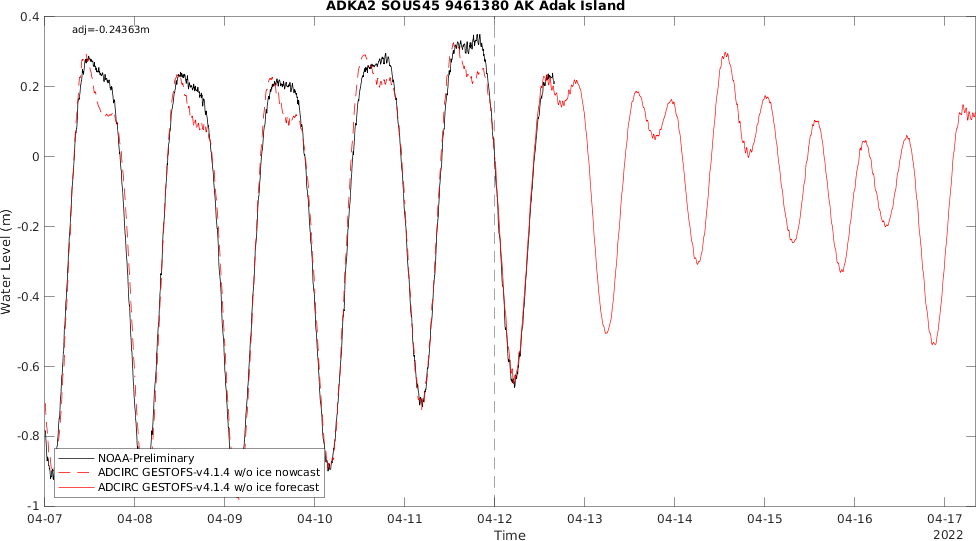 ADKA2 SOUS45 9461380 AK Adak Island
adj=-0.24363m
0.4
0.2
0
-0.2
-0.4
-0.6
-0.8
-1
Water Level (m)
NOAA-Preliminary
ADCIRC GESTOFS-v4.1.4 w/o ice nowcast
ADCIRC GESTOFS-v4.1.4 w/o ice forecast
04-07 04-08 04-09 04-10 04-11 04-12 04-13 04-14 04-15 04-16 04-17
Time
2022